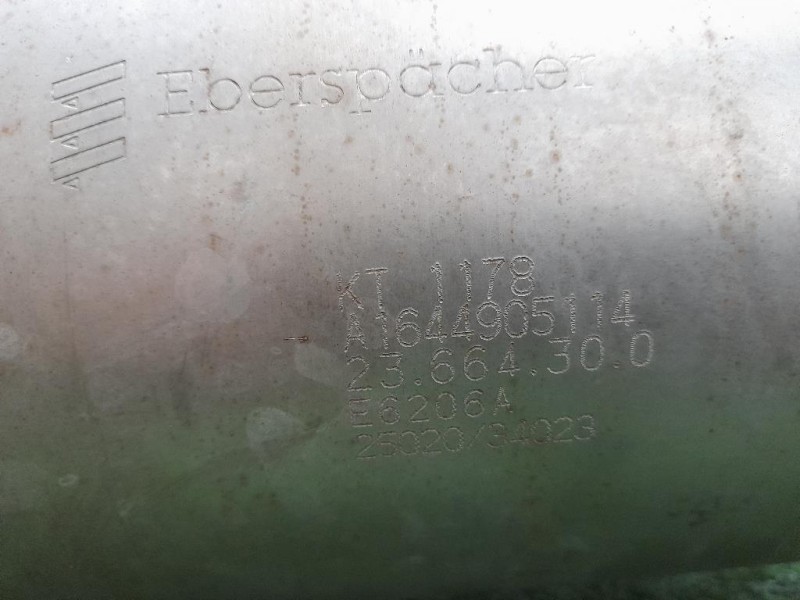 Eberspächer
KT 1178
A1644905114
23.664.30.0
E6206A
25020/34023